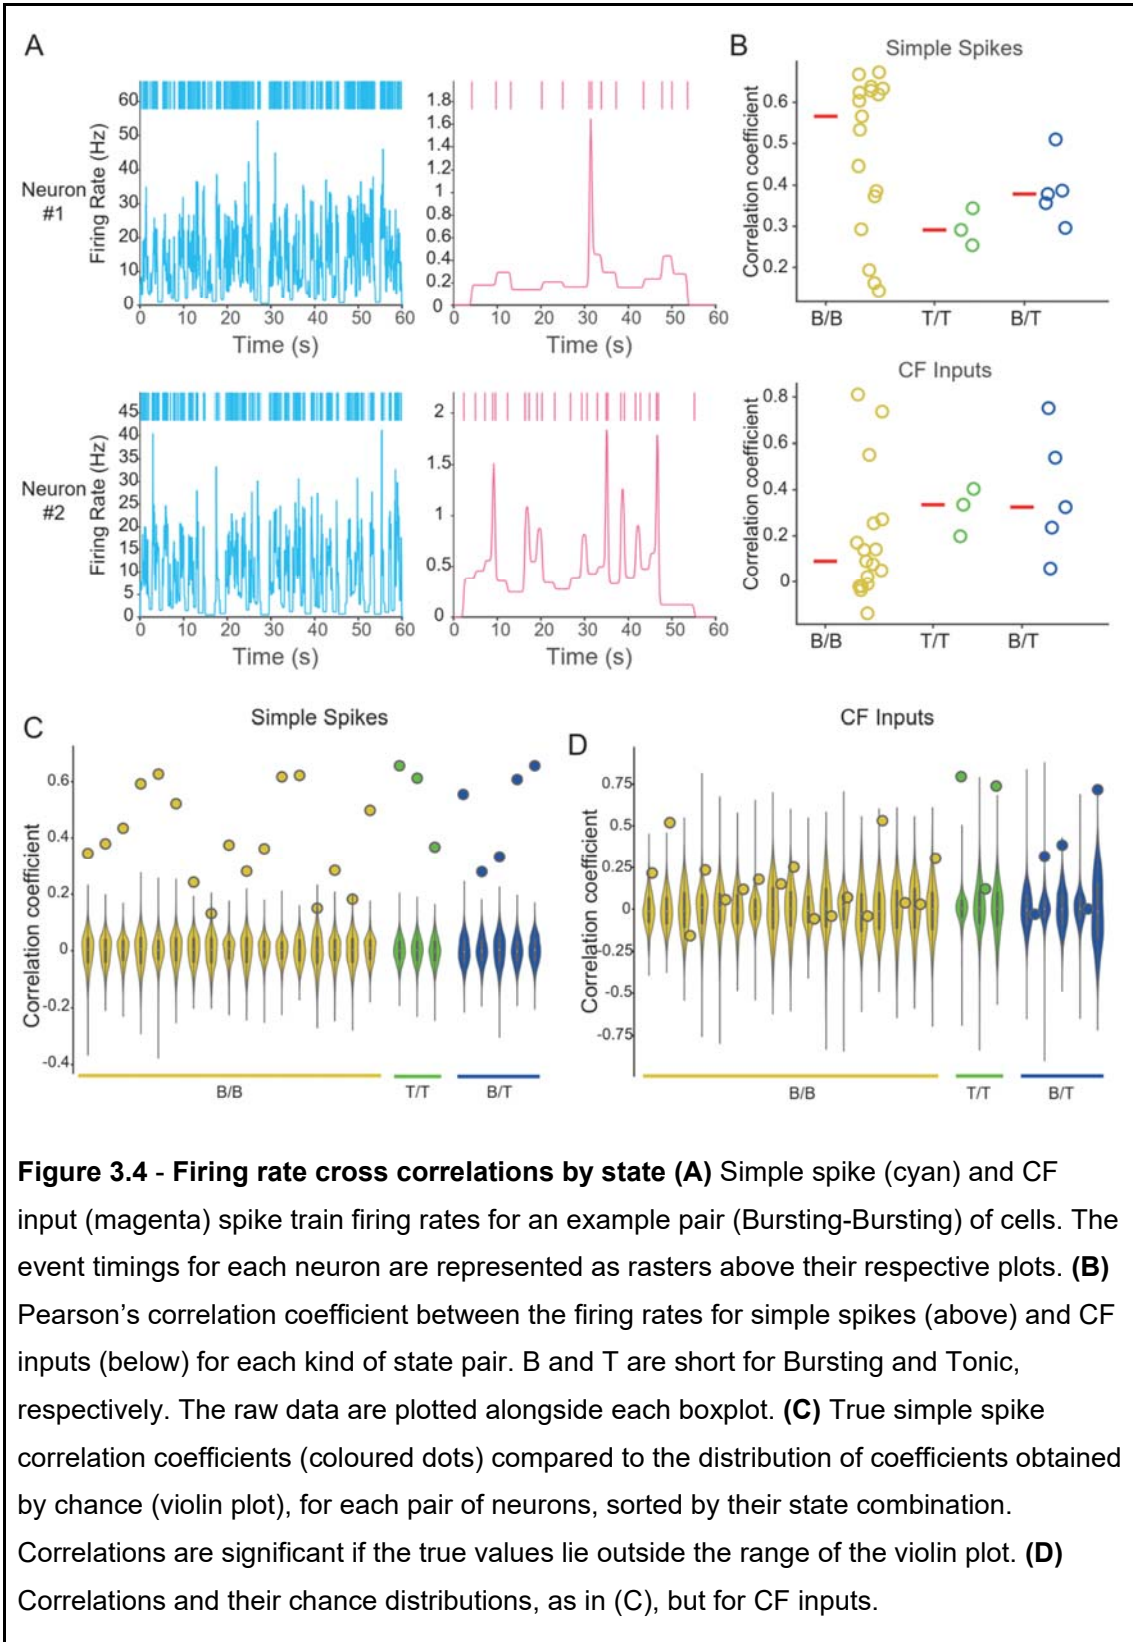 A
Neuron
#1
Firing Rate (Hz)
60
50
40
30
20
10
0
0 10 20 30 40 50 60
Time (s)
1.8
1.6
1.4
1.2
1
0.8
0.6
0.4
0.2
0
0 10 20 30 40 50 60
Time (s)
Neuron
#2
Firing Rate (Hz)
45
40
35
30
25
20
15
10
5
0
0 10 20 30 40 50 60
Time (s)
2
1.5
1
0.5
0
0 10 20 30 40 50 60
Time (s)
B
Simple Spikes
Correlation coefficient
0.6
0.5
0.4
0.3
0.2
B/B T/T B/T
CF Inputs
Correlation coefficient
0.8
0.6
0.4
0.2
0
B/B T/T B/T
C
Simple Spikes
Correlation coefficient
0.6
0.4
0.2
0
-0.2
-0.4
B/B T/T B/T
D
CF Inputs
Correlation coefficient
0.75
0.5
0.25
0
-0.25
-0.5
-0.75
B/B T/T B/T
Figure 3.4 - Firing rate cross correlations by state (A) Simple spike (cyan) and CF
input (magenta) spike train firing rates for an example pair (Bursting-Bursting) of cells. The
event timings for each neuron are represented as rasters above their respective plots. (B)
Pearson’s correlation coefficient between the firing rates for simple spikes (above) and CF
inputs (below) for each kind of state pair. B and T are short for Bursting and Tonic,
respectively. The raw data are plotted alongside each boxplot. (C) True simple spike
correlation coefficients (coloured dots) compared to the distribution of coefficients obtained
by chance (violin plot), for each pair of neurons, sorted by their state combination.
Correlations are significant if the true values lie outside the range of the violin plot. (D)
Correlations and their chance distributions, as in (C), but for CF inputs.